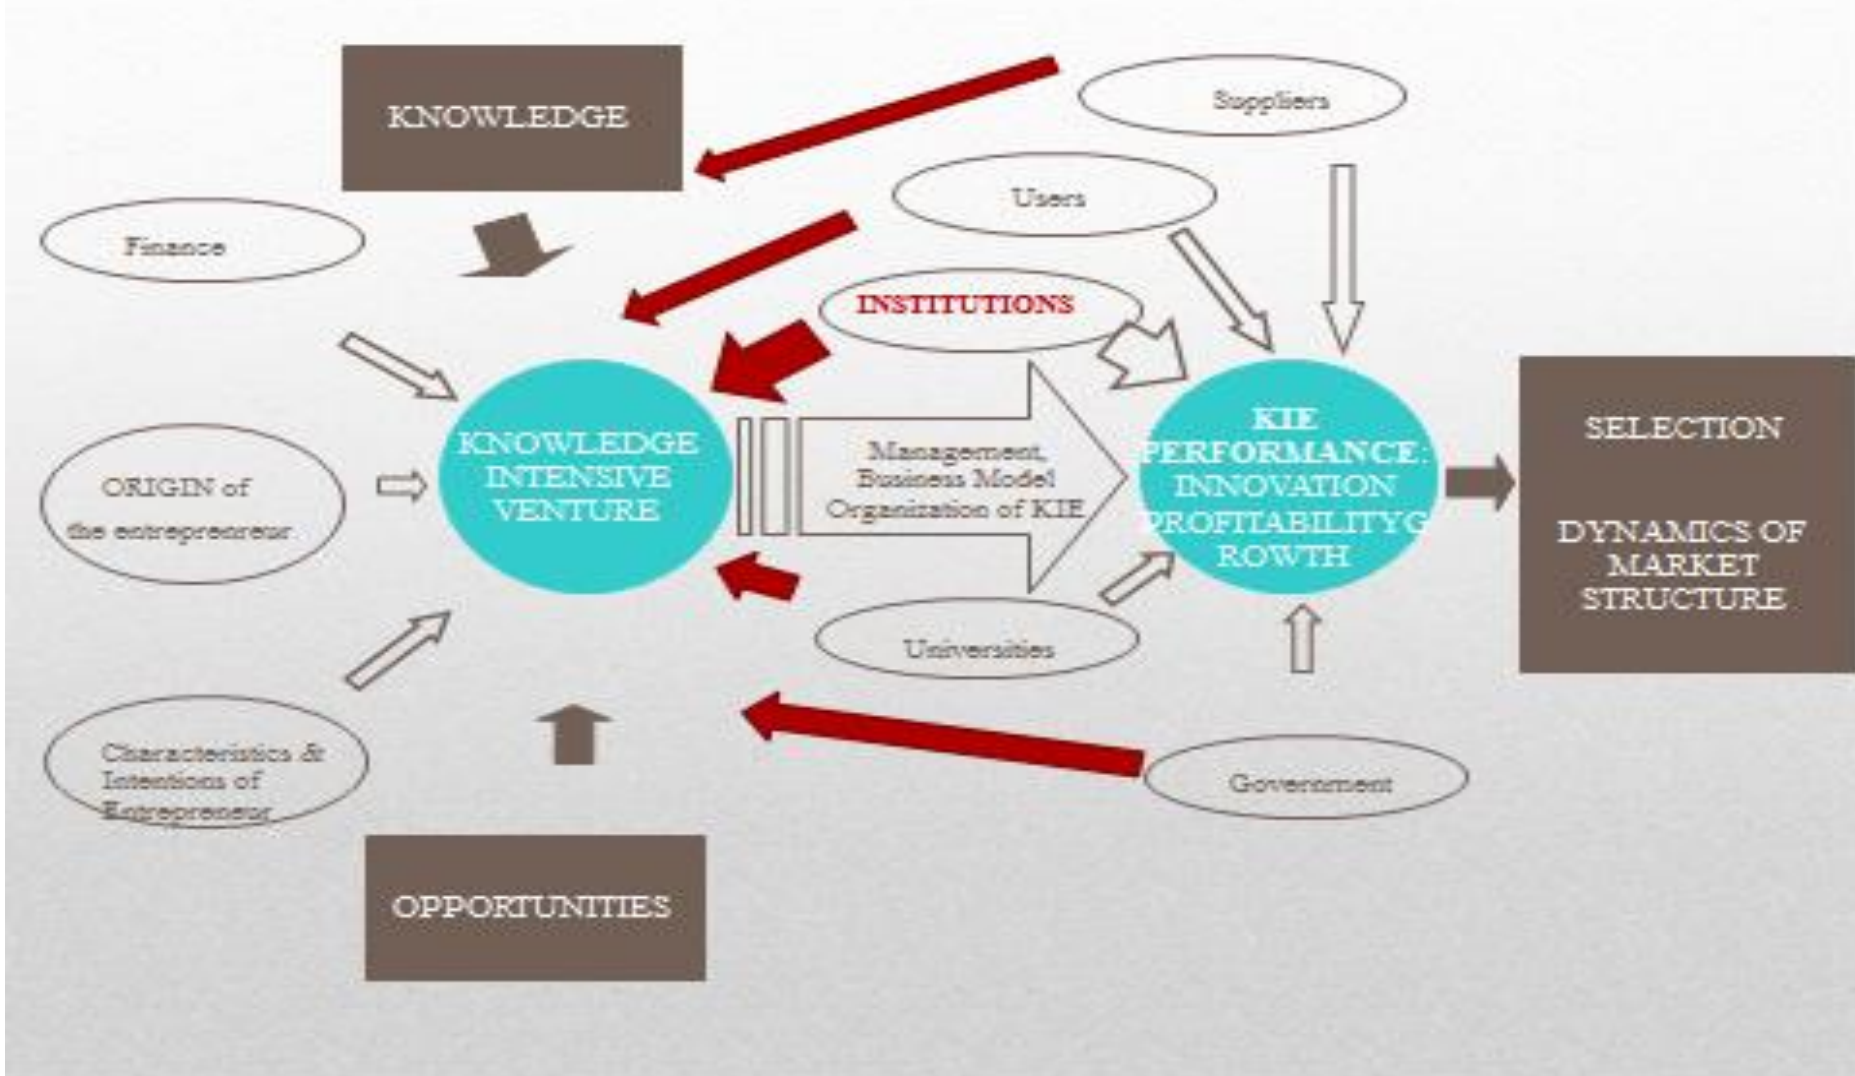 KNOWLEDGE
Suppliers
Users
Finance
INSTITUTIONS
KNOWLEDGE
INTENSIVE
VENTURE
Management,
Business Model
Organization of KIE
KIE
PERFORMANCE:
INNOVATION
PROFITABILITYG
ROWTH
SELECTION
DYNAMICS OF
MARKET
STRUCTURE
ORIGIN of
the entrepreneur
Universities
Characteristics &
Intentions of
Entrepreneur
Government
OPPORTUNITIES